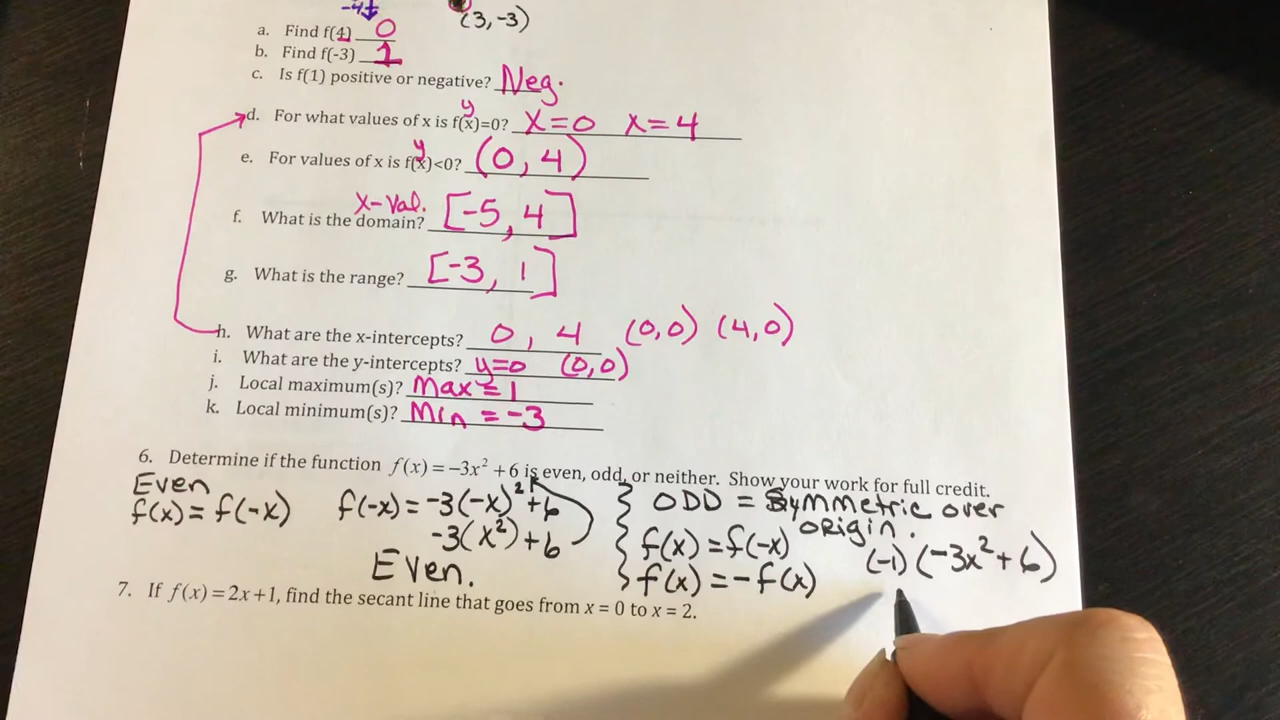 -4
(3,-3)
a. Find f(4) 0
b. Find f(-3) 1
c. Is f(1) positive or negative? Neg.
y
d. For what values of x is f(x)=0? x=0 x=4
y
e. For values of x is f(x)<0? (0, 4)
x-val.
f. What is the domain? [-5, 4]
g. What is the range? [-3, 1]
h. What are the x-intercepts? 0, 4 (0,0) (4,0)
i. What are the y-intercepts? y=0 (0,0)
j. Local maximum(s)? Max = 1
k. Local minimum(s)? Min = -3
6. Determine if the function f(x)=-3x²+6 is even, odd, or neither. Show your work for full credit.
Even
f(x)=f(-x)
f(-x)=-3(-x)²+6
-3(x²)+6
Even.
ODD = Symmetric over
origin.
f(x)=f(-x)
f(x)=-f(x)
(-1)(-3x²+6)
7. If f(x)=2x+1, find the secant line that goes from x = 0 to x = 2.